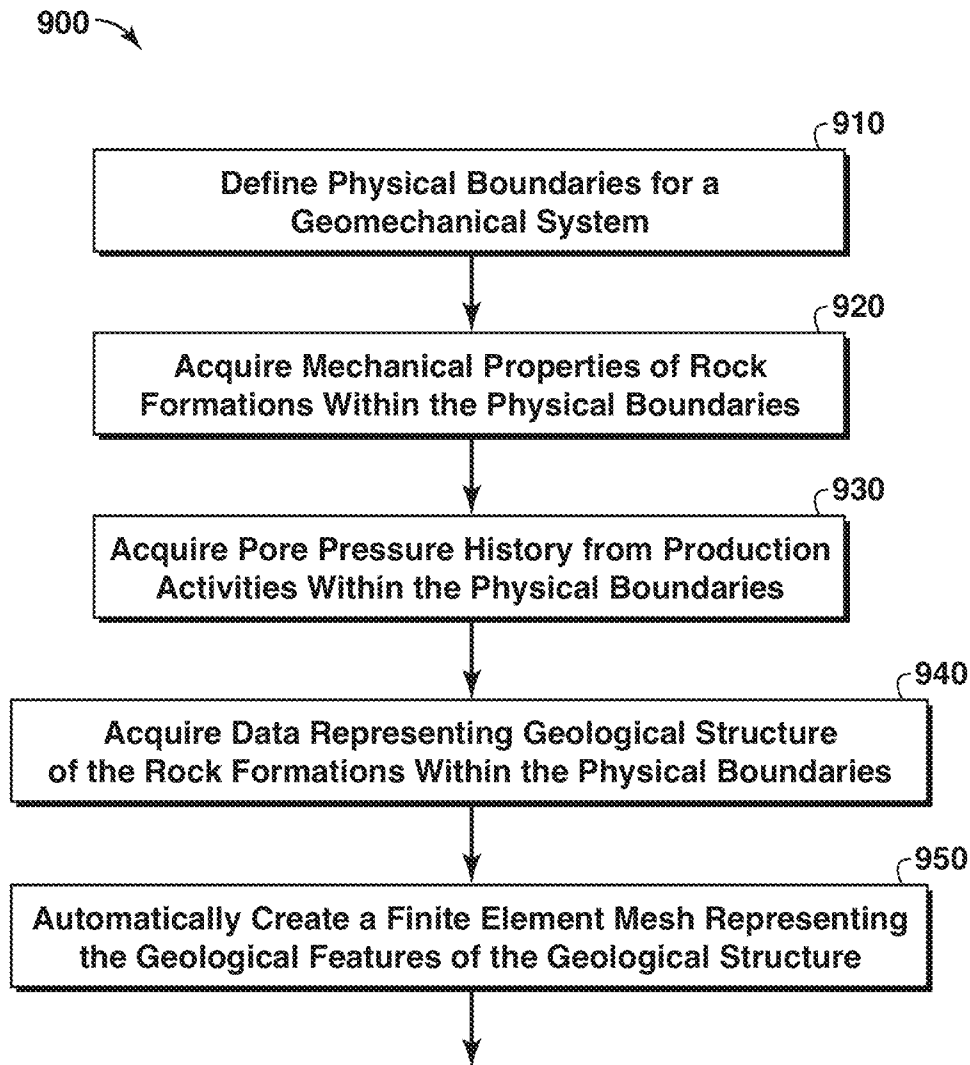 900
910
Define Physical Boundaries for a
Geomechanical System
920
Acquire Mechanical Properties of Rock
Formations Within the Physical Boundaries
930
Acquire Pore Pressure History from Production
Activities Within the Physical Boundaries
940
Acquire Data Representing Geological Structure
of the Rock Formations Within the Physical Boundaries
950
Automatically Create a Finite Element Mesh Representing
the Geological Features of the Geological Structure